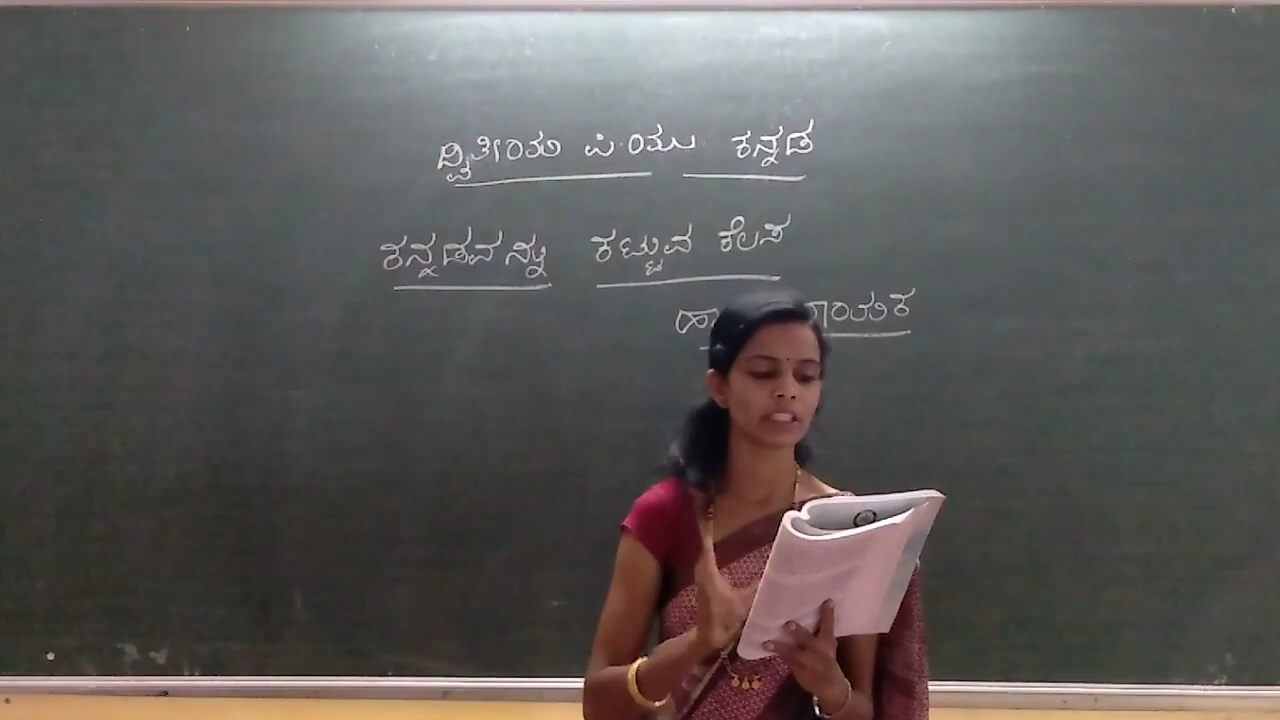 ದ್ವಿತೀಯ ಪಿ.ಯು ಕನ್ನಡ
ಕನ್ನಡವನ್ನು ಕಟ್ಟುವ ಕೆಲಸ